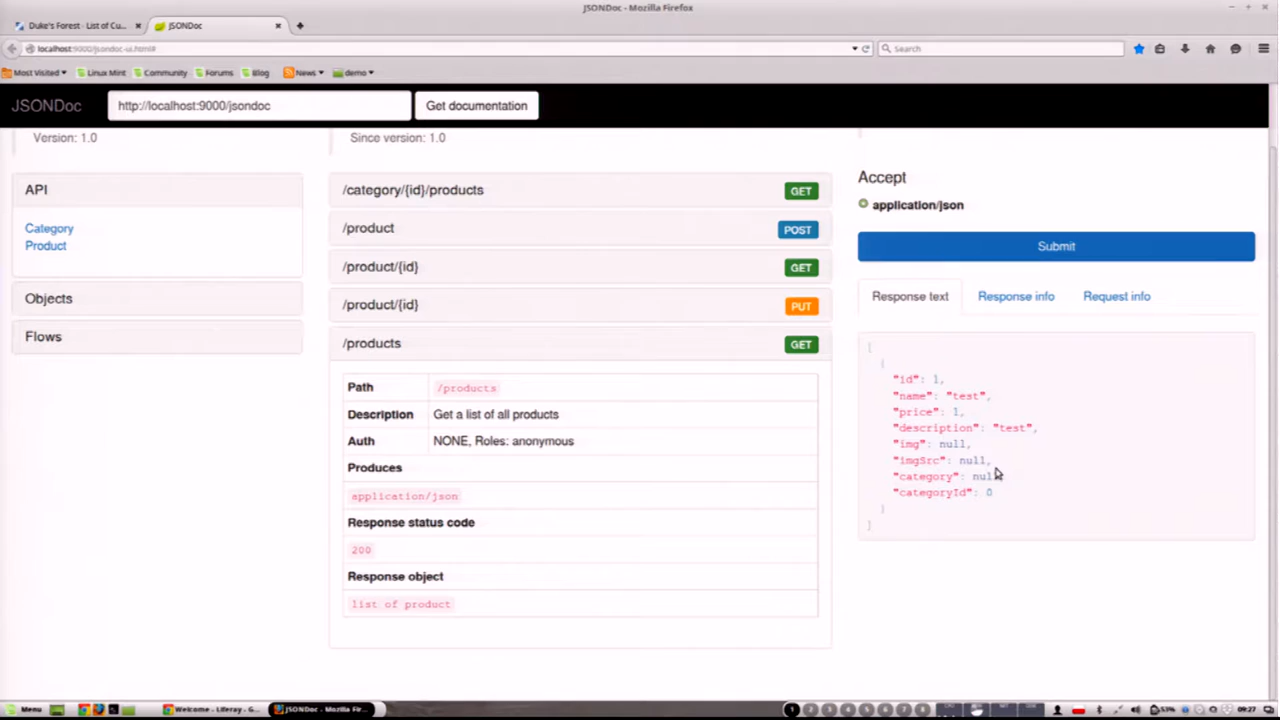 JSONDoc - Mozilla Firefox
Duke's Forest - List of Cu...
JSONDoc
localhost:9000/jsondoc-ui.html#
Search
Most Visited
Linux Mint
Community
Forums
Blog
News
demo
JSONDoc
http://localhost:9000/jsondoc
Get documentation
Version: 1.0
Since version: 1.0
API
Category
Product
Objects
Flows
/category/{id}/products
GET
/product
POST
/product/{id}
GET
/product/{id}
PUT
/products
GET
Path
/products
Description
Get a list of all products
Auth
NONE, Roles: anonymous
Produces
application/json
Response status code
200
Response object
list of product
Accept
application/json
Submit
Response text
Response info
Request info
[
{
"id": 1,
"name": "test",
"price": 1,
"description": "test",
"img": null,
"imgSrc": null,
"category": nul
"categoryId": 0
}
]
Menu
Welcome - Liferay - G...
JSONDoc - Mozilla Fir...
1
53%
09:27